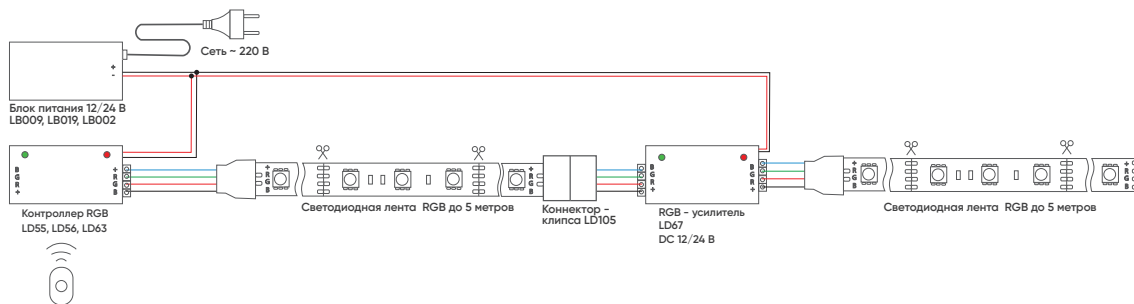 Сеть ~ 220 В
+
-
Блок питания 12/24 В
LB009, LB019, LB002
B
G
R
+
+
R
G
B
Контроллер RGB
LD55, LD56, LD63
+
R
G
B
+
R
G
B
Светодиодная лента RGB до 5 метров
Коннектор -
клипса LD105
B
G
R
+
B
G
R
+
RGB - усилитель
LD67
DC 12/24 В
+
R
G
B
+
R
G
B
Светодиодная лента RGB до 5 метров